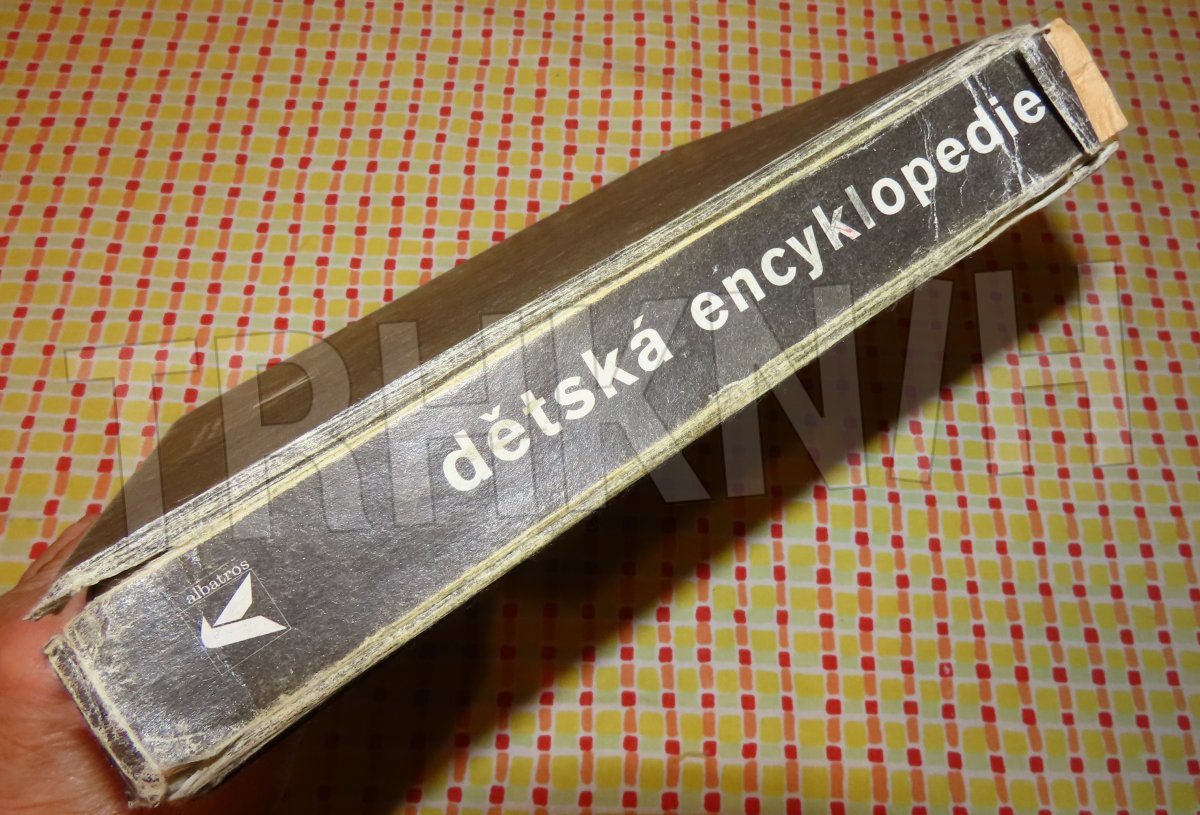 dětská encyklopedie
albatros
TRHKNIH